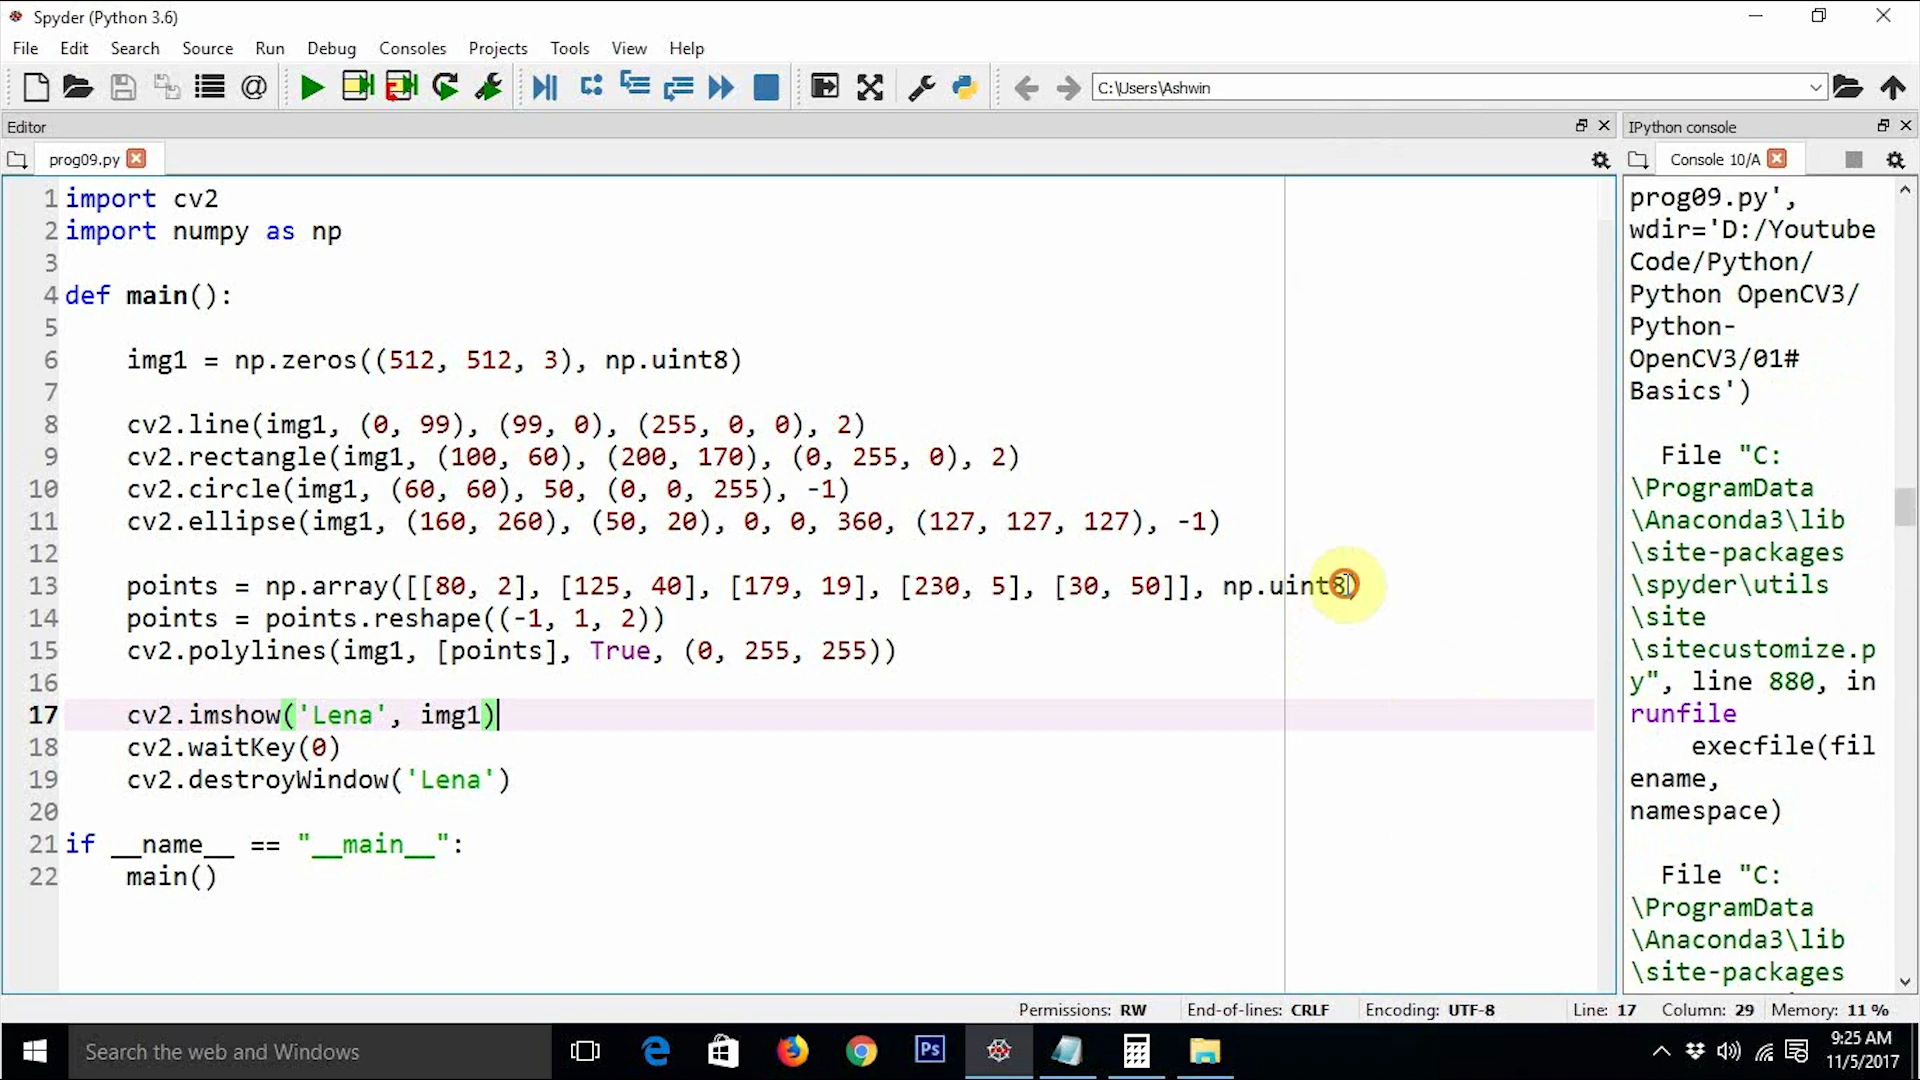 Spyder (Python 3.6)
File Edit Search Source Run Debug Consoles Projects Tools View Help
C:\Users\Ashwin
Editor
IPython console
prog09.py
Console 10/A
1 import cv2
2 import numpy as np
3
4 def main():
5
6 img1 = np.zeros((512, 512, 3), np.uint8)
7
8 cv2.line(img1, (0, 99), (99, 0), (255, 0, 0), 2)
9 cv2.rectangle(img1, (100, 60), (200, 170), (0, 255, 0), 2)
10 cv2.circle(img1, (60, 60), 50, (0, 0, 255), -1)
11 cv2.ellipse(img1, (160, 260), (50, 20), 0, 0, 360, (127, 127, 127), -1)
12
13 points = np.array([[80, 2], [125, 40], [179, 19], [230, 5], [30, 50]], np.uint8)
14 points = points.reshape((-1, 1, 2))
15 cv2.polylines(img1, [points], True, (0, 255, 255))
16
17 cv2.imshow('Lena', img1)
18 cv2.waitKey(0)
19 cv2.destroyWindow('Lena')
20
21 if __name__ == "__main__":
22 main()
prog09.py',
wdir='D:/Youtube
Code/Python/
Python OpenCV3/
Python-
OpenCV3/01#
Basics')
File "C:
\ProgramData
\Anaconda3\lib
\site-packages
\spyder\utils
\site
\sitecustomize.p
y", line 880, in
runfile
execfile(fil
ename,
namespace)
File "C:
\ProgramData
\Anaconda3\lib
\site-packages
Permissions: RW End-of-lines: CRLF Encoding: UTF-8 Line: 17 Column: 29 Memory: 11 %
Search the web and Windows
Ps
9:25 AM
11/5/2017